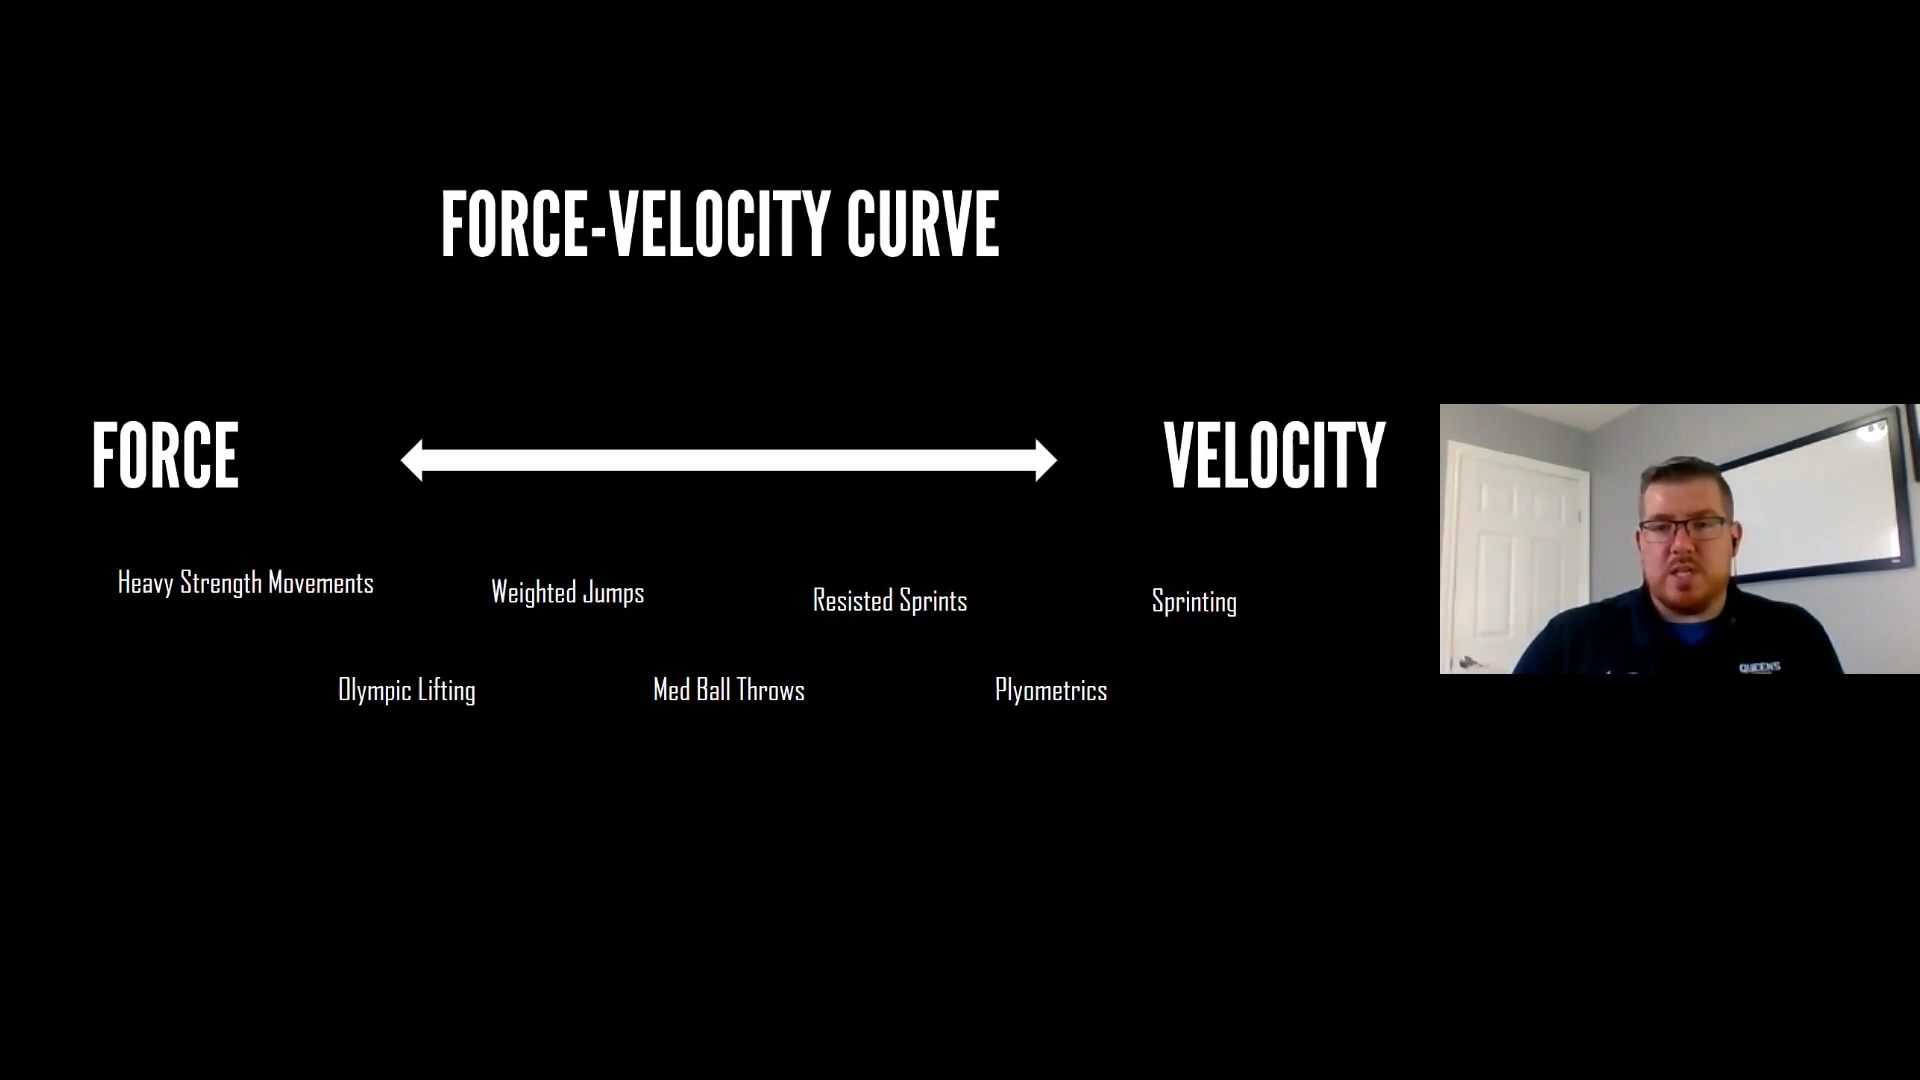 FORCE-VELOCITY CURVE
FORCE
VELOCITY
Heavy Strength Movements
Weighted Jumps
Resisted Sprints
Sprinting
Olympic Lifting
Med Ball Throws
Plyometrics
QUEENS